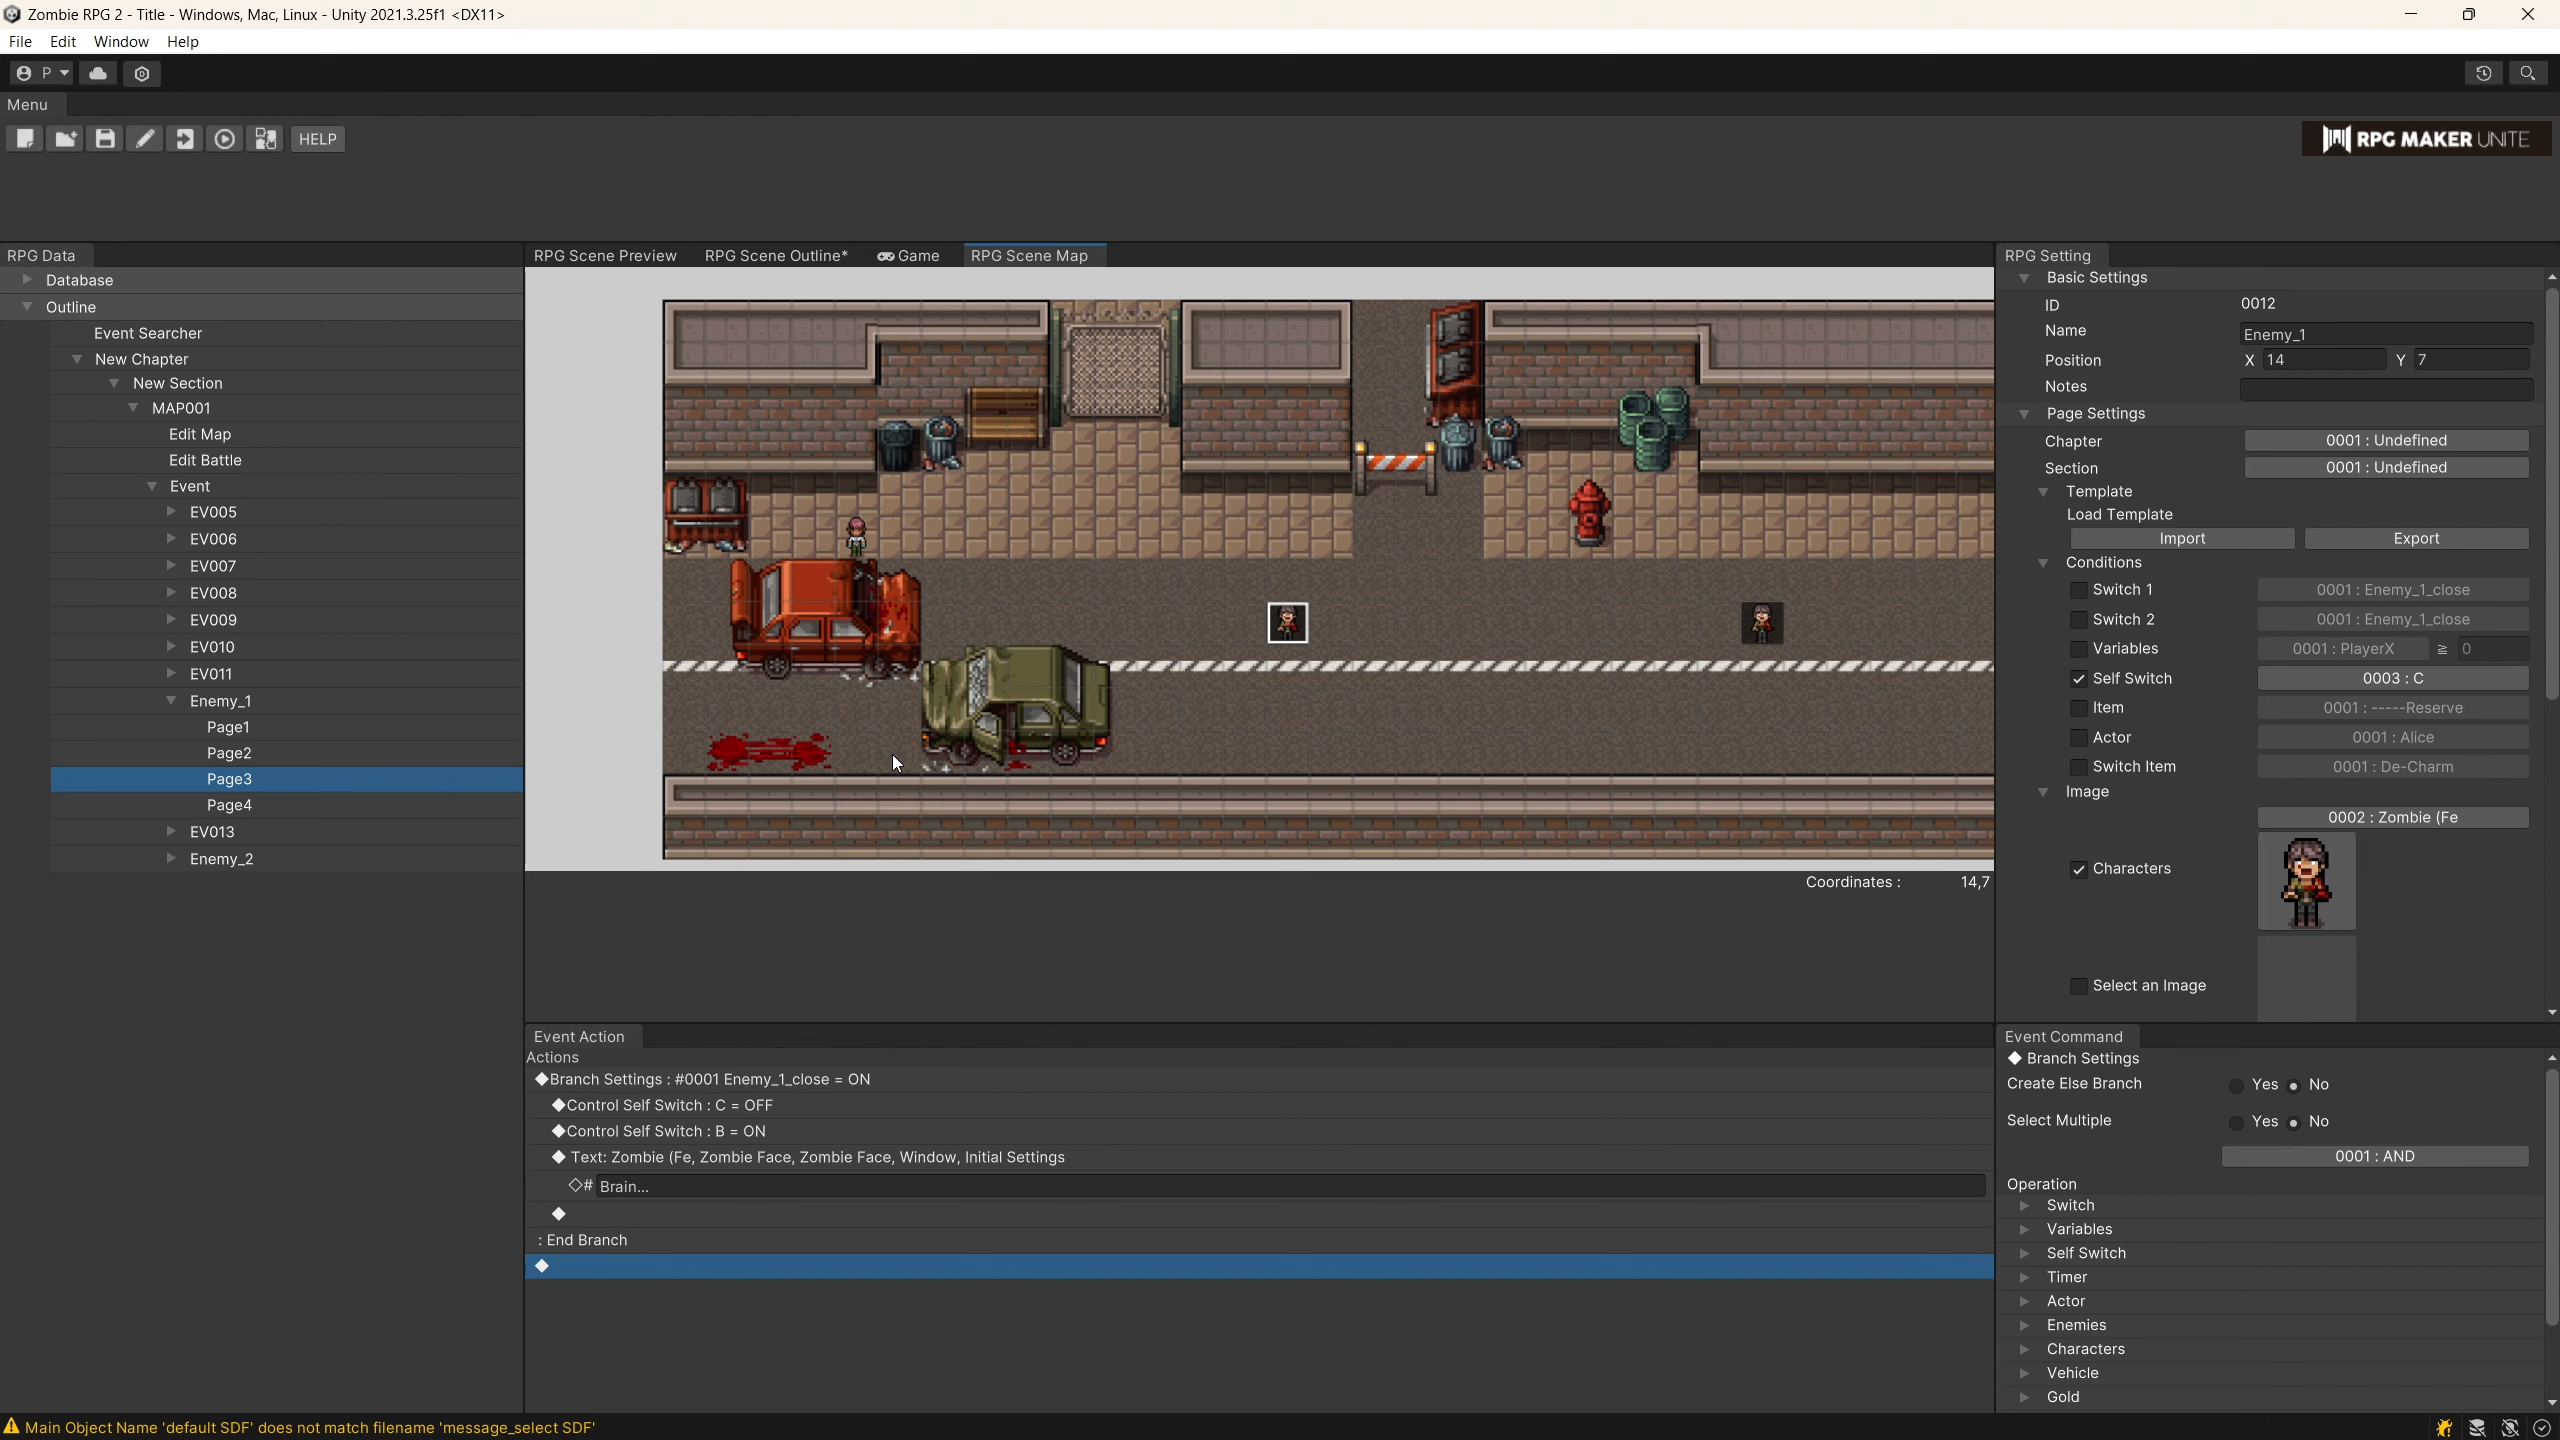 Zombie RPG 2 - Title - Windows, Mac, Linux - Unity 2021.3.25f1 <DX11>
File Edit Window Help
P
Menu
HELP
RPG MAKER UNITE
RPG Data
Database
Outline
Event Searcher
New Chapter
New Section
MAP001
Edit Map
Edit Battle
Event
EV005
EV006
EV007
EV008
EV009
EV010
EV011
Enemy_1
Page1
Page2
Page3
Page4
EV013
Enemy_2
RPG Scene Preview RPG Scene Outline* Game RPG Scene Map
Coordinates : 14,7
Event Action
Actions
◆Branch Settings : #0001 Enemy_1_close = ON
◆Control Self Switch : C = OFF
◆Control Self Switch : B = ON
◆ Text: Zombie (Fe, Zombie Face, Zombie Face, Window, Initial Settings
◇# Brain...
◆
: End Branch
◆
RPG Setting
Basic Settings
ID 0012
Name Enemy_1
Position X 14 Y 7
Notes
Page Settings
Chapter 0001 : Undefined
Section 0001 : Undefined
Template
Load Template
Import Export
Conditions
Switch 1 0001 : Enemy_1_close
Switch 2 0001 : Enemy_1_close
Variables 0001 : PlayerX ≧ 0
Self Switch 0003 : C
Item 0001 : -----Reserve
Actor 0001 : Alice
Switch Item 0001 : De-Charm
Image
0002 : Zombie (Fe
Characters
Select an Image
Event Command
◆ Branch Settings
Create Else Branch Yes No
Select Multiple Yes No
0001 : AND
Operation
Switch
Variables
Self Switch
Timer
Actor
Enemies
Characters
Vehicle
Gold
Main Object Name 'default SDF' does not match filename 'message_select SDF'